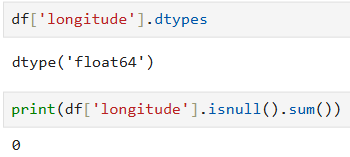 df['longitude'].dtypes
dtype('float64')
print(df['longitude'].isnull().sum())
0